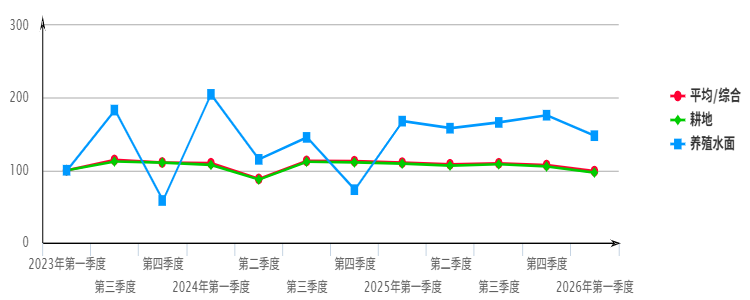 300
200
100
0
2023年第一季度
第三季度
第四季度
2024年第一季度
第二季度
第三季度
第四季度
2025年第一季度
第二季度
第三季度
第四季度
2026年第一季度
平均/综合
耕地
养殖水面